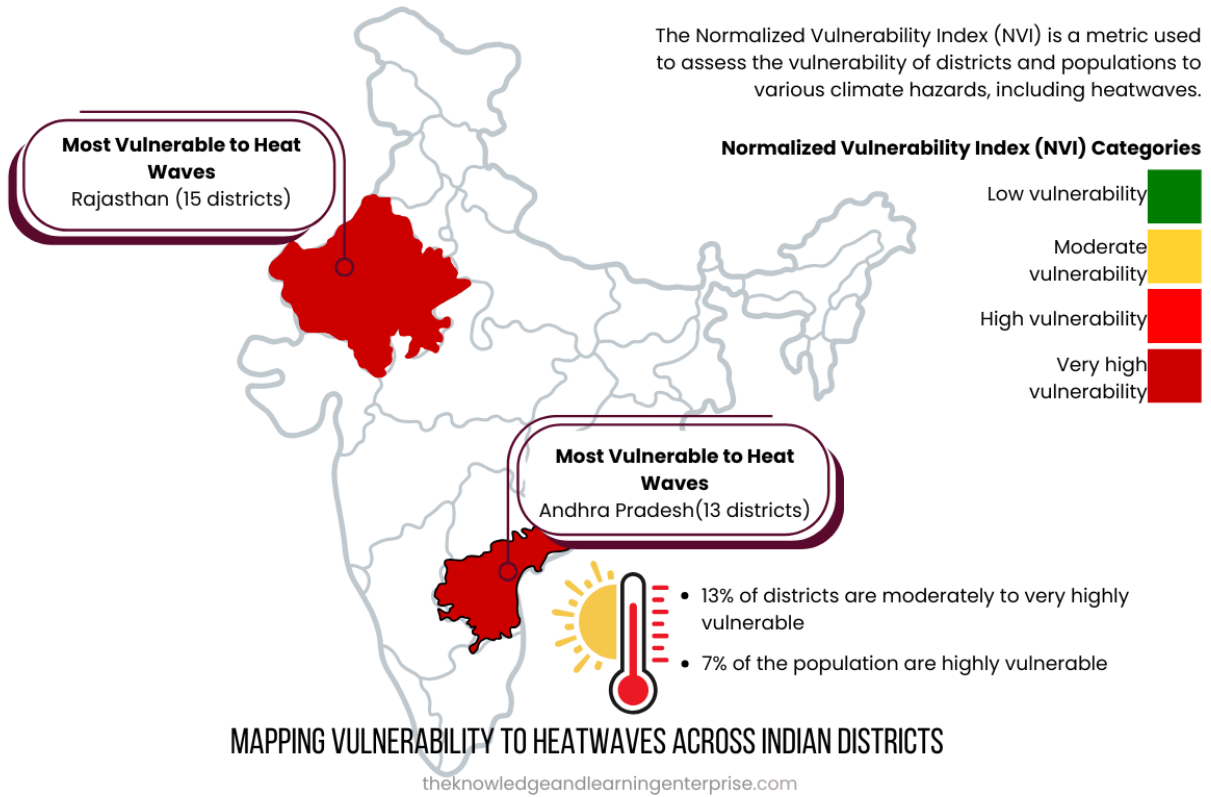 The Normalized Vulnerability Index (NVI) is a metric used
to assess the vulnerability of districts and populations to
various climate hazards, including heatwaves.
Most Vulnerable to Heat
Waves
Rajasthan (15 districts)
Normalized Vulnerability Index (NVI) Categories
Low vulnerability
Moderate
vulnerability
High vulnerability
Very high
vulnerability
Most Vulnerable to Heat
Waves
Andhra Pradesh(13 districts)
• 13% of districts are moderately to very highly
vulnerable
• 7% of the population are highly vulnerable
MAPPING VULNERABILITY TO HEATWAVES ACROSS INDIAN DISTRICTS
theknowledgeandlearningenterprise.com